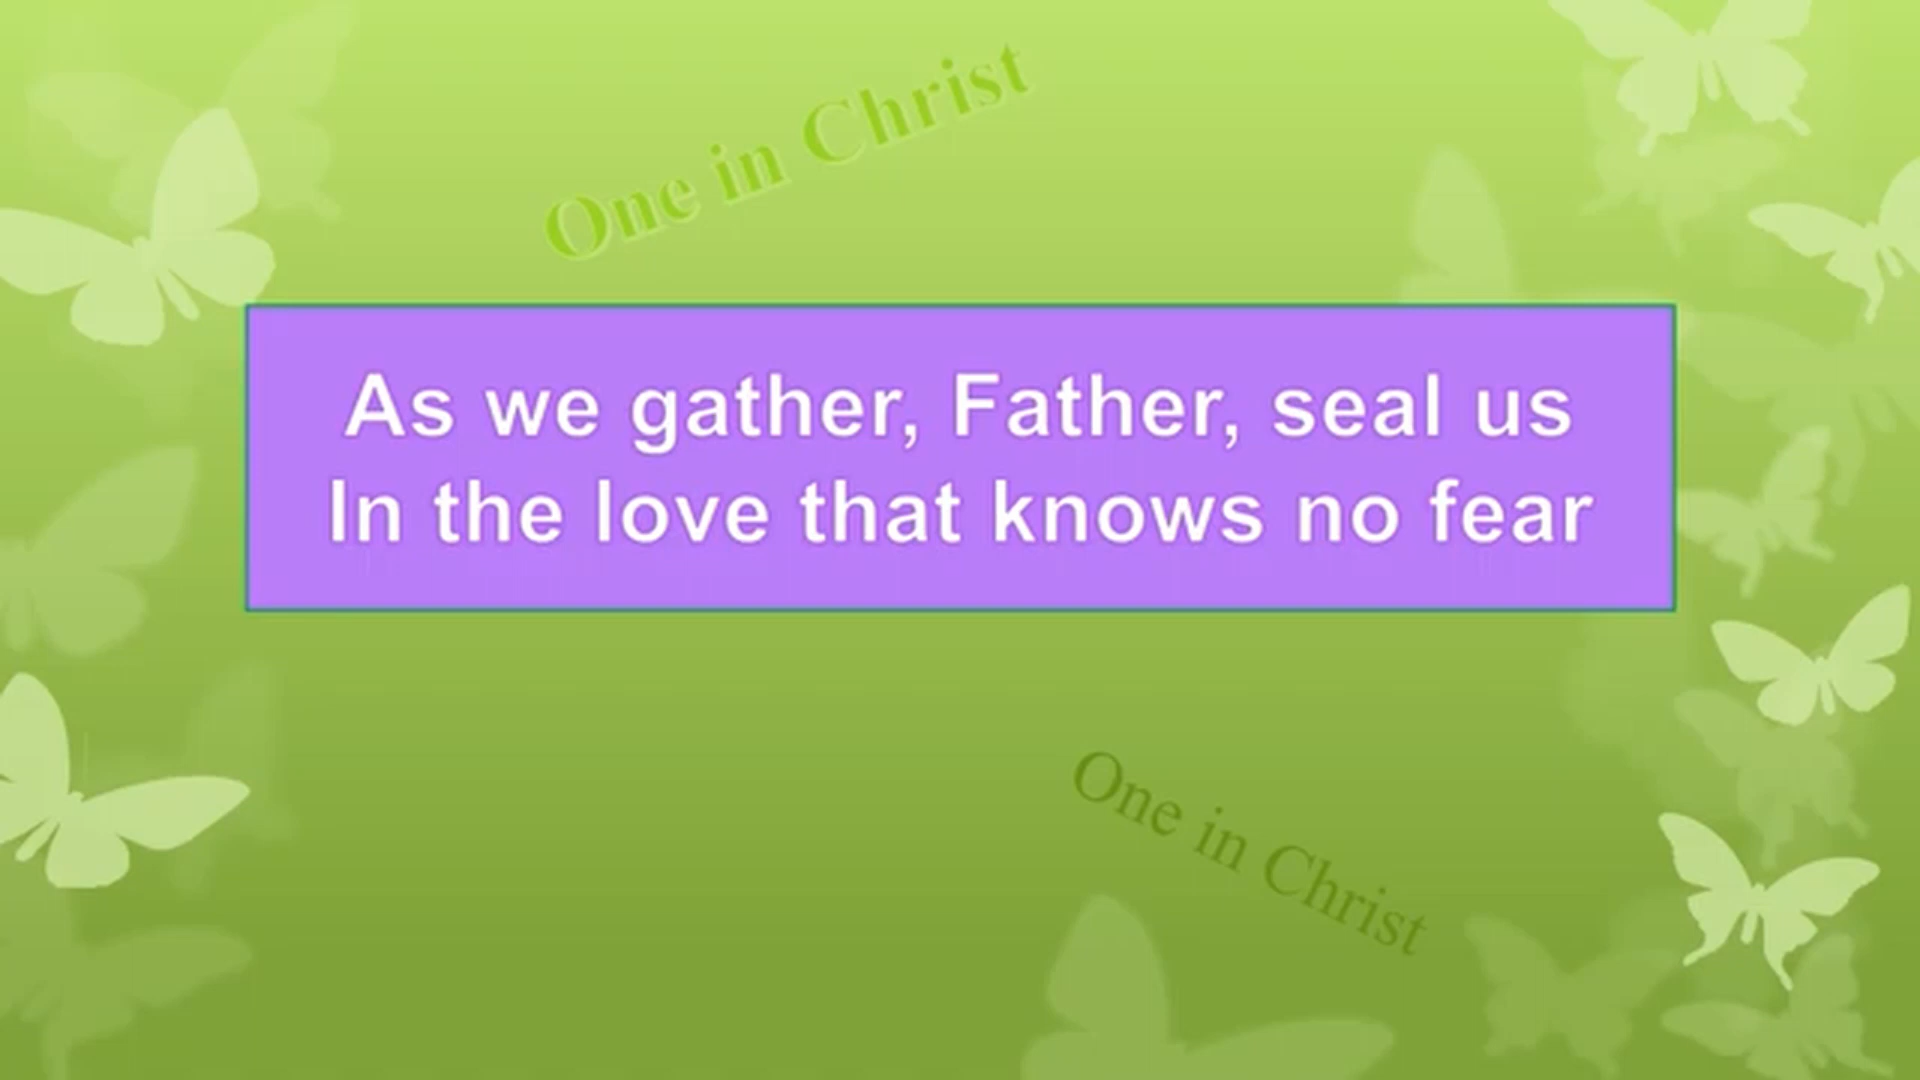 One in Christ
As we gather, Father, seal us
In the love that knows no fear
One in Christ